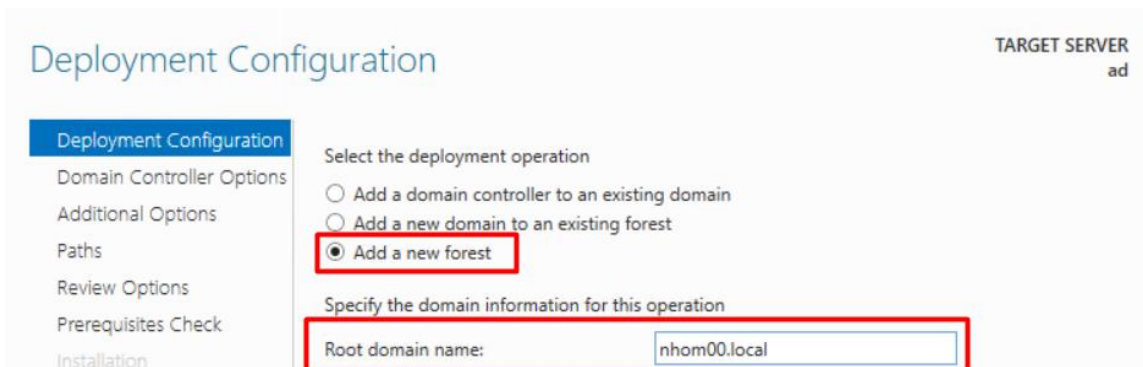 Deployment Configuration
TARGET SERVER
ad
Deployment Configuration
Domain Controller Options
Additional Options
Paths
Review Options
Prerequisites Check
Installation
Select the deployment operation
Add a domain controller to an existing domain
Add a new domain to an existing forest
Add a new forest
Specify the domain information for this operation
Root domain name:
nhom00.local